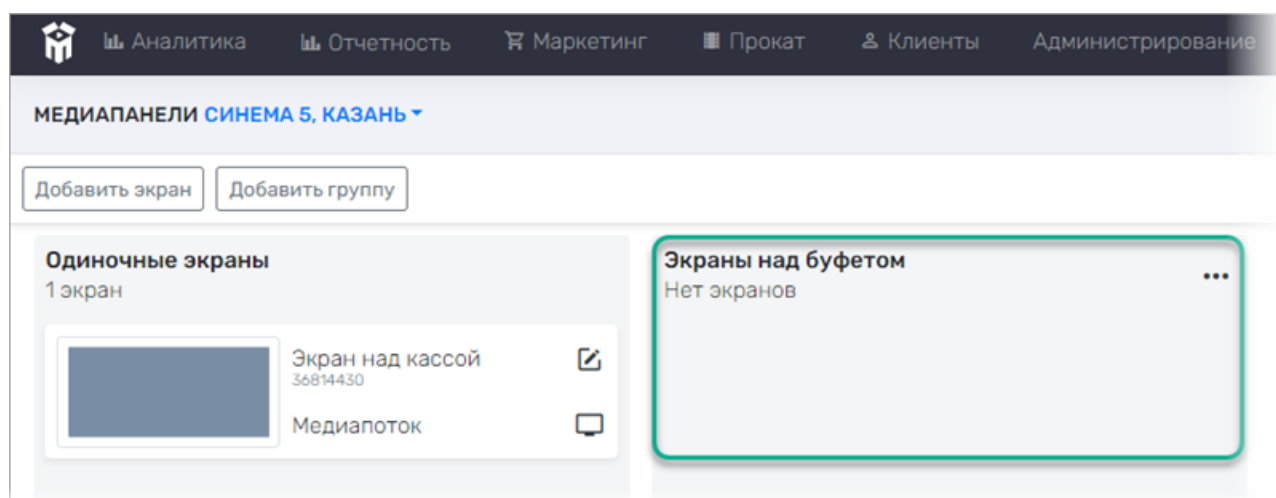 Аналитика Отчетность Маркетинг Прокат Клиенты Администрирование
МЕДИАПАНЕЛИ СИНЕМА 5, КАЗАНЬ
Добавить экран Добавить группу
Одиночные экраны
1 экран
Экран над кассой
36814430
Медиапоток
Экраны над буфетом
Нет экранов